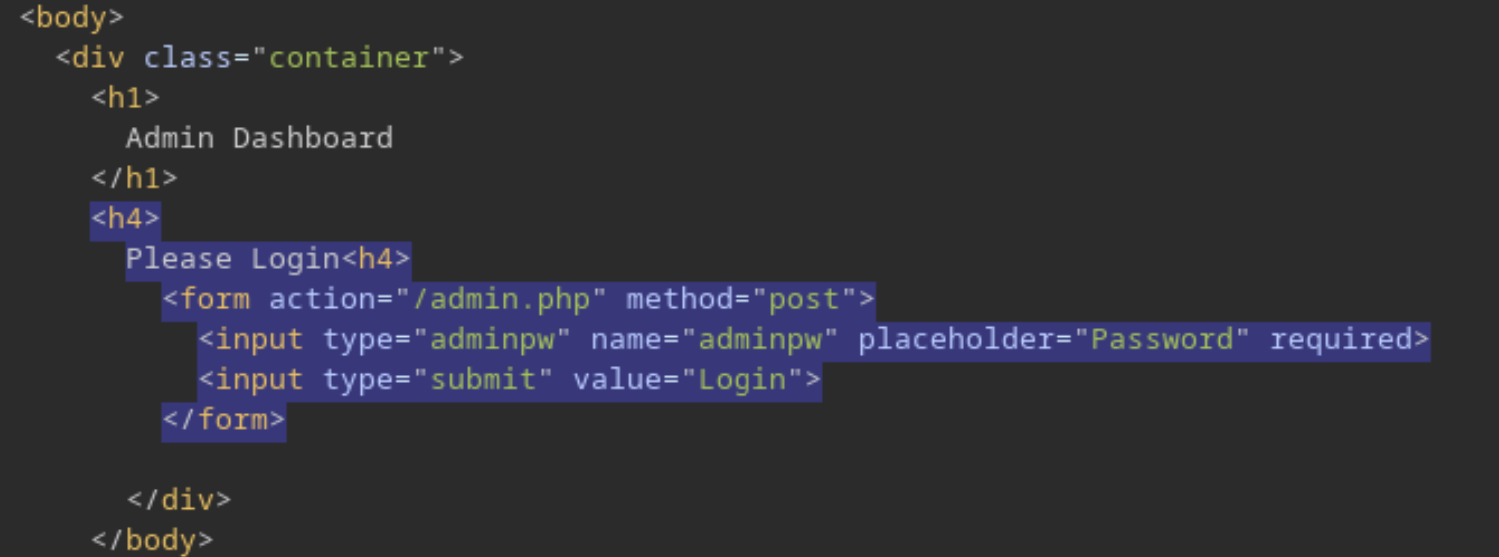 <body>
<div class="container">
<h1>
Admin Dashboard
</h1>
<h4>
Please Login<h4>
<form action="/admin.php" method="post">
<input type="adminpw" name="adminpw" placeholder="Password" required>
<input type="submit" value="Login">
</form>
</div>
</body>